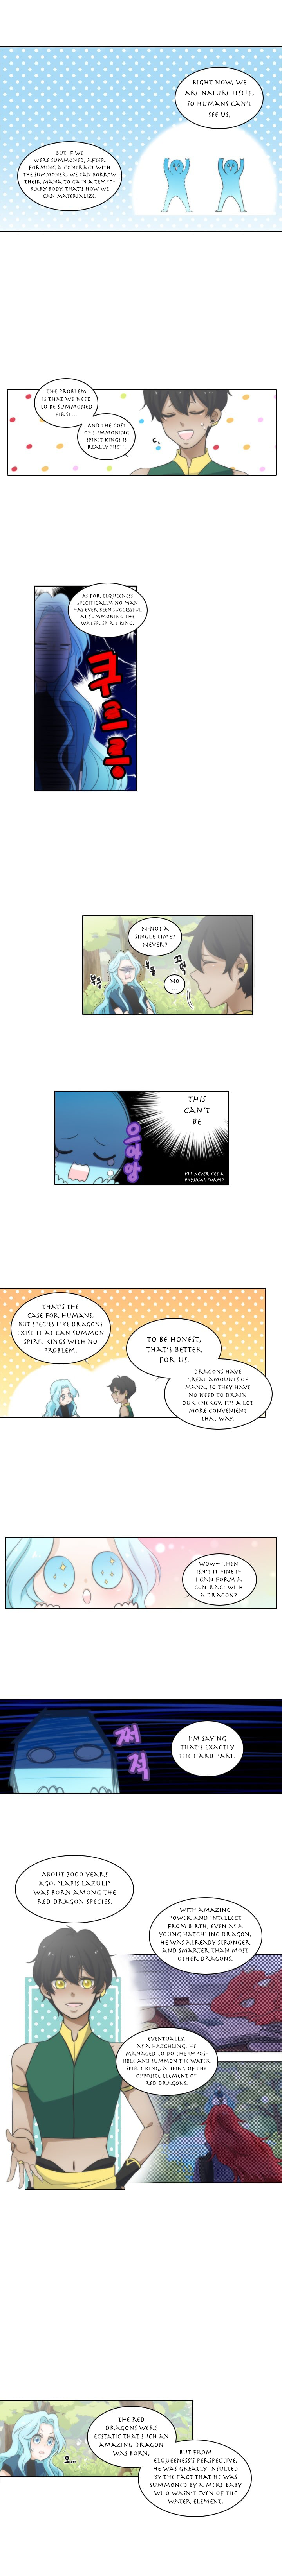 RIGHT NOW, WE
ARE NATURE ITSELF,
SO HUMANS CAN'T
SEE US,
BUT IF WE
WERE SUMMONED, AFTER
FORMING A CONTRACT WITH
THE SUMMONER, WE CAN BORROW
THEIR MANA TO GAIN A TEMPO-
RARY BODY. THAT'S HOW WE
CAN MATERIALIZE.
THE PROBLEM
IS THAT WE NEED
TO BE SUMMONED
FIRST...
AND THE COST
OF SUMMONING
SPIRIT KINGS IS
REALLY HIGH.
AS FOR ELQUEENESS
SPECIFICALLY, NO MAN
HAS EVER BEEN SUCCESSFUL
AT SUMMONING THE
WATER SPIRIT KING.
쿠르릉
N-NOT A
SINGLE TIME?
NEVER?
부들
부들
끄덕
NO
...
THIS
CAN'T
BE
으아앙
I'LL NEVER GET A
PHYSICAL FORM?
THAT'S THE
CASE FOR HUMANS,
BUT SPECIES LIKE DRAGONS
EXIST THAT CAN SUMMON
SPIRIT KINGS WITH NO
PROBLEM.
TO BE HONEST,
THAT'S BETTER
FOR US.
DRAGONS HAVE
GREAT AMOUNTS OF
MANA, SO THEY HAVE
NO NEED TO DRAIN
OUR ENERGY. IT'S A LOT
MORE CONVENIENT
THAT WAY.
WOW~ THEN
ISN'T IT FINE IF
I CAN FORM A
CONTRACT WITH
A DRAGON?
쩌적
I'M SAYING
THAT'S EXACTLY
THE HARD PART.
ABOUT 3000 YEARS
AGO, "LAPIS LAZULI"
WAS BORN AMONG THE
RED DRAGON SPECIES.
WITH AMAZING
POWER AND INTELLECT
FROM BIRTH, EVEN AS A
YOUNG HATCHLING DRAGON,
HE WAS ALREADY STRONGER
AND SMARTER THAN MOST
OTHER DRAGONS.
EVENTUALLY,
AS A HATCHLING, HE
MANAGED TO DO THE IMPOS-
SIBLE AND SUMMON THE WATER
SPIRIT KING, A BEING OF THE
OPPOSITE ELEMENT OF
RED DRAGONS.
오...
THE RED
DRAGONS WERE
ECSTATIC THAT SUCH AN
AMAZING DRAGON
WAS BORN,
BUT FROM
ELQUEENESS'S PERSPECTIVE,
HE WAS GREATLY INSULTED
BY THE FACT THAT HE WAS
SUMMONED BY A MERE BABY
WHO WASN'T EVEN OF THE
WATER ELEMENT.